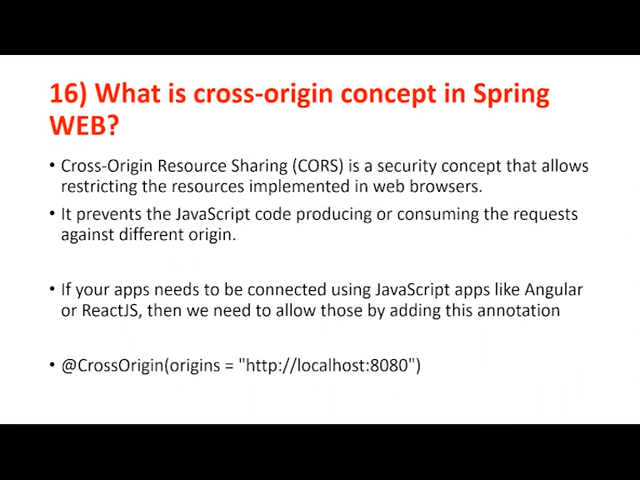 16) What is cross-origin concept in Spring
WEB?
• Cross-Origin Resource Sharing (CORS) is a security concept that allows
restricting the resources implemented in web browsers.
• It prevents the JavaScript code producing or consuming the requests
against different origin.
• If your apps needs to be connected using JavaScript apps like Angular
or ReactJS, then we need to allow those by adding this annotation
• @CrossOrigin(origins = "http://localhost:8080")